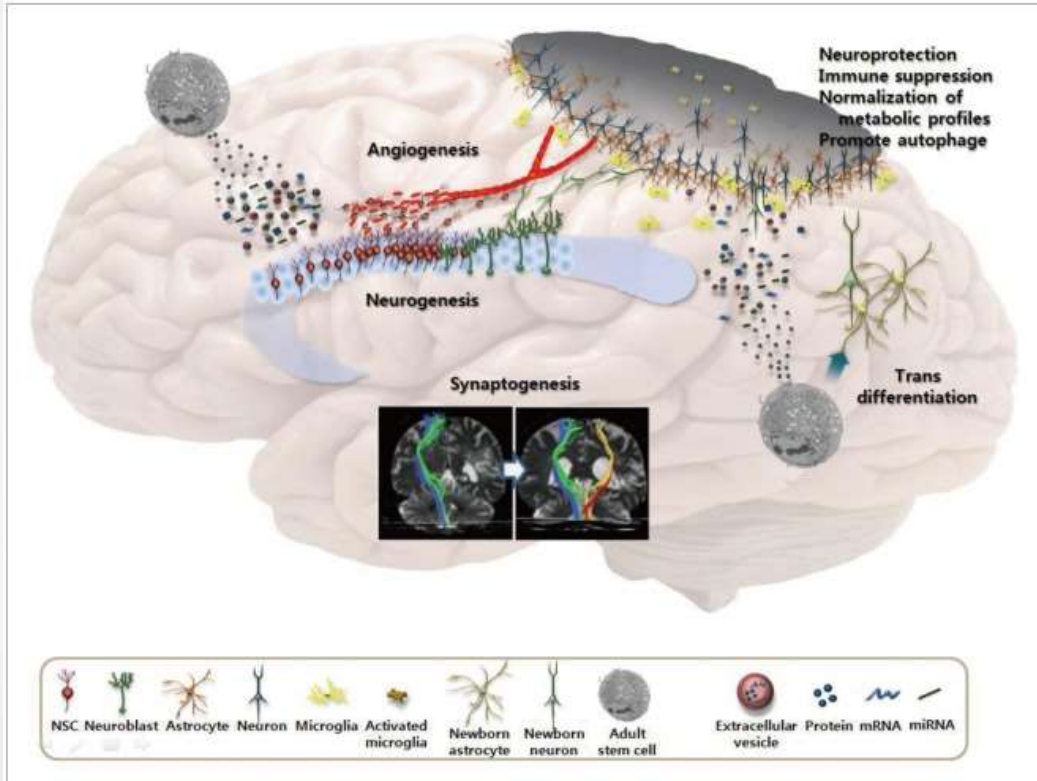 Neuroprotection
Immune suppression
Normalization of
metabolic profiles
Promote autophage
Angiogenesis
Neurogenesis
Synaptogenesis
Trans
differentiation
NSC
Neuroblast
Astrocyte
Neuron
Microglia
Activated
microglia
Newborn
astrocyte
Newborn
neuron
Adult
stem cell
Extracellular
vesicle
Protein
mRNA
miRNA